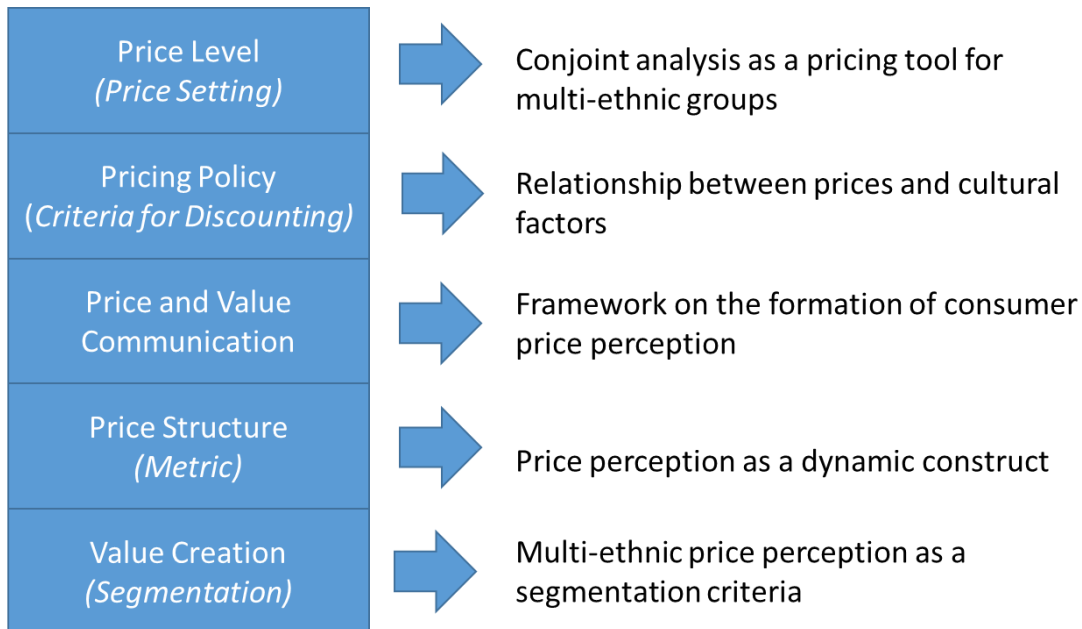 Price Level
(Price Setting)
Conjoint analysis as a pricing tool for
multi-ethnic groups
Pricing Policy
(Criteria for Discounting)
Relationship between prices and cultural
factors
Price and Value
Communication
Framework on the formation of consumer
price perception
Price Structure
(Metric)
Price perception as a dynamic construct
Value Creation
(Segmentation)
Multi-ethnic price perception as a
segmentation criteria